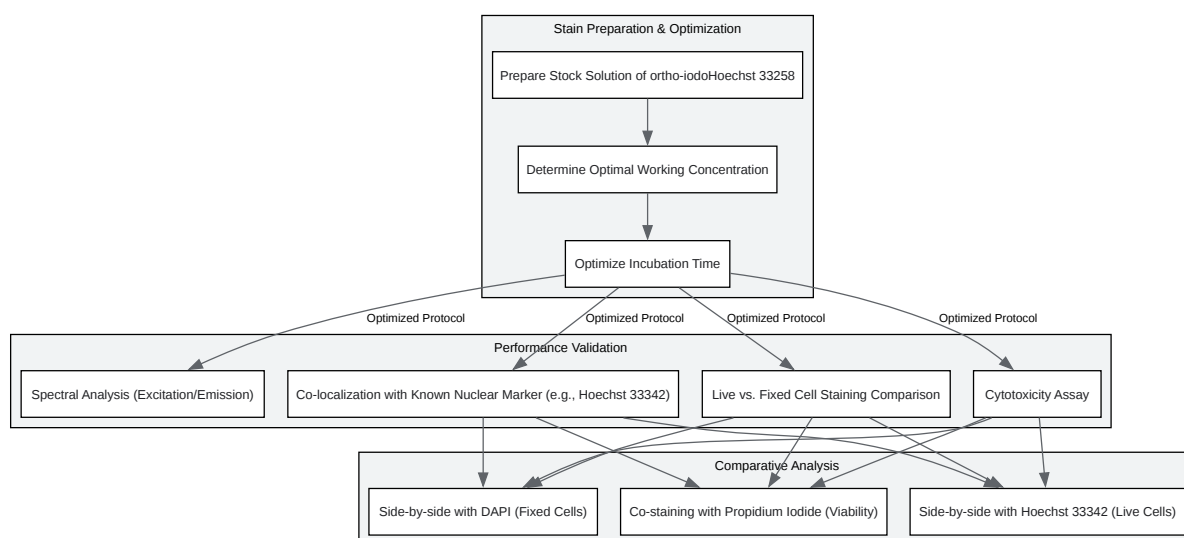 Stain Preparation & Optimization
Prepare Stock Solution of ortho-iodoHoechst 33258
Determine Optimal Working Concentration
Optimize Incubation Time
Optimized Protocol
Optimized Protocol
Optimized Protocol
Optimized Protocol
Performance Validation
Spectral Analysis (Excitation/Emission)
Co-localization with Known Nuclear Marker (e.g., Hoechst 33342)
Live vs. Fixed Cell Staining Comparison
Cytotoxicity Assay
Comparative Analysis
Side-by-side with DAPI (Fixed Cells)
Co-staining with Propidium Iodide (Viability)
Side-by-side with Hoechst 33342 (Live Cells)